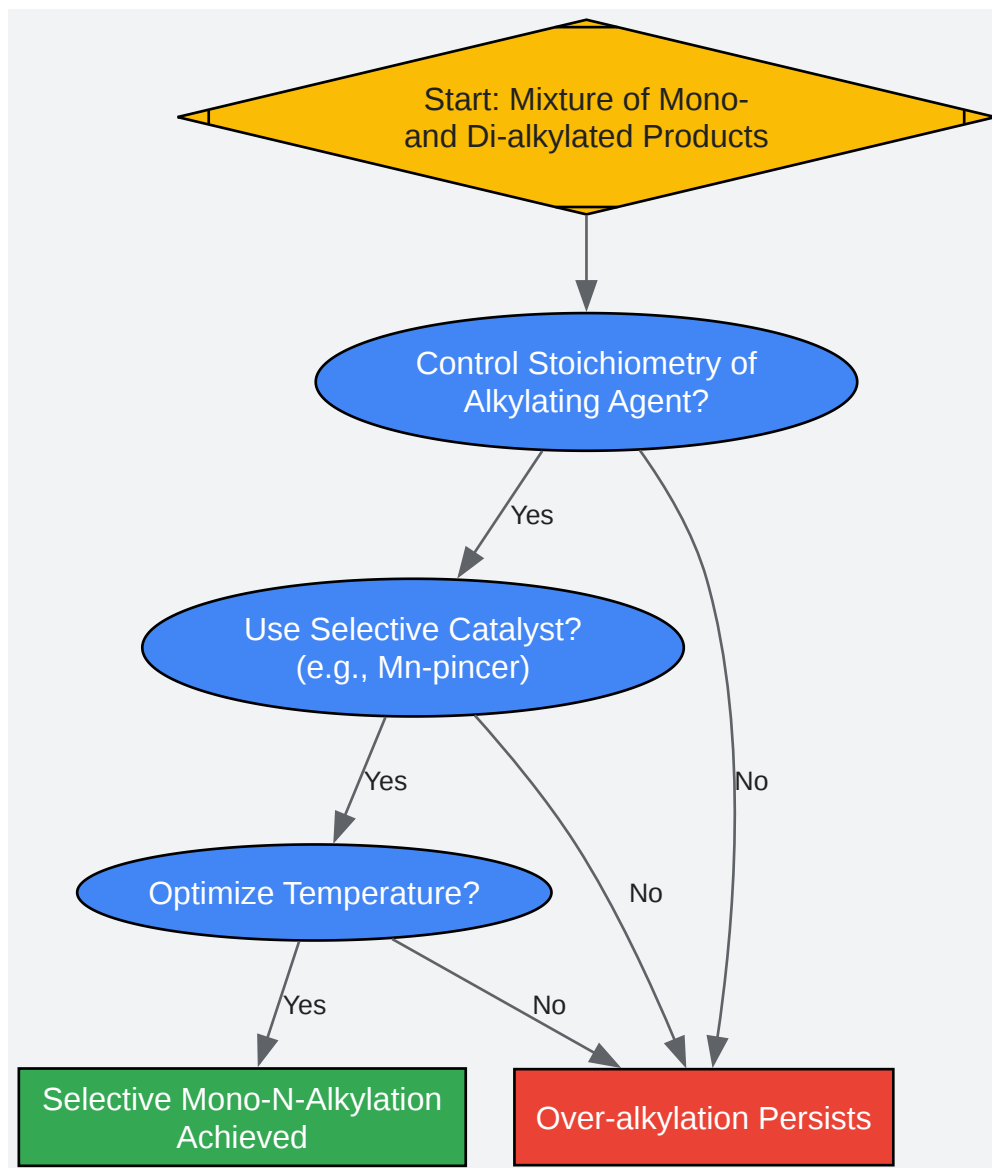 Start: Mixture of Mono-
and Di-alkylated Products
Control Stoichiometry of
Alkylating Agent?
Yes
Use Selective Catalyst?
(e.g., Mn-pincer)
Yes
No
Optimize Temperature?
No
Yes
No
Selective Mono-N-Alkylation
Achieved
Over-alkylation Persists